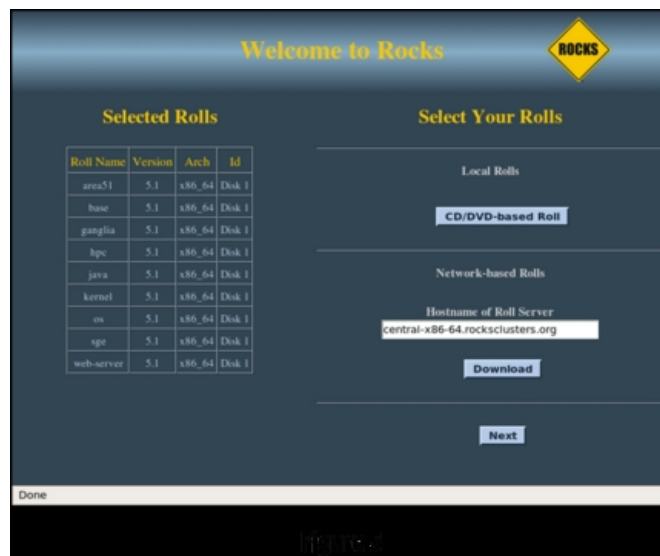 Welcome to Rocks
ROCKS
Selected Rolls
Roll Name Version Arch Id
area51 5.1 x86_64 Disk 1
base 5.1 x86_64 Disk 1
ganglia 5.1 x86_64 Disk 1
hpc 5.1 x86_64 Disk 1
java 5.1 x86_64 Disk 1
kernel 5.1 x86_64 Disk 1
os 5.1 x86_64 Disk 1
sge 5.1 x86_64 Disk 1
web-server 5.1 x86_64 Disk 1
Select Your Rolls
Local Rolls
CD/DVD-based Roll
Network-based Rolls
Hostname of Roll Server
central-x86-64.rocksclusters.org
Download
Next
Done